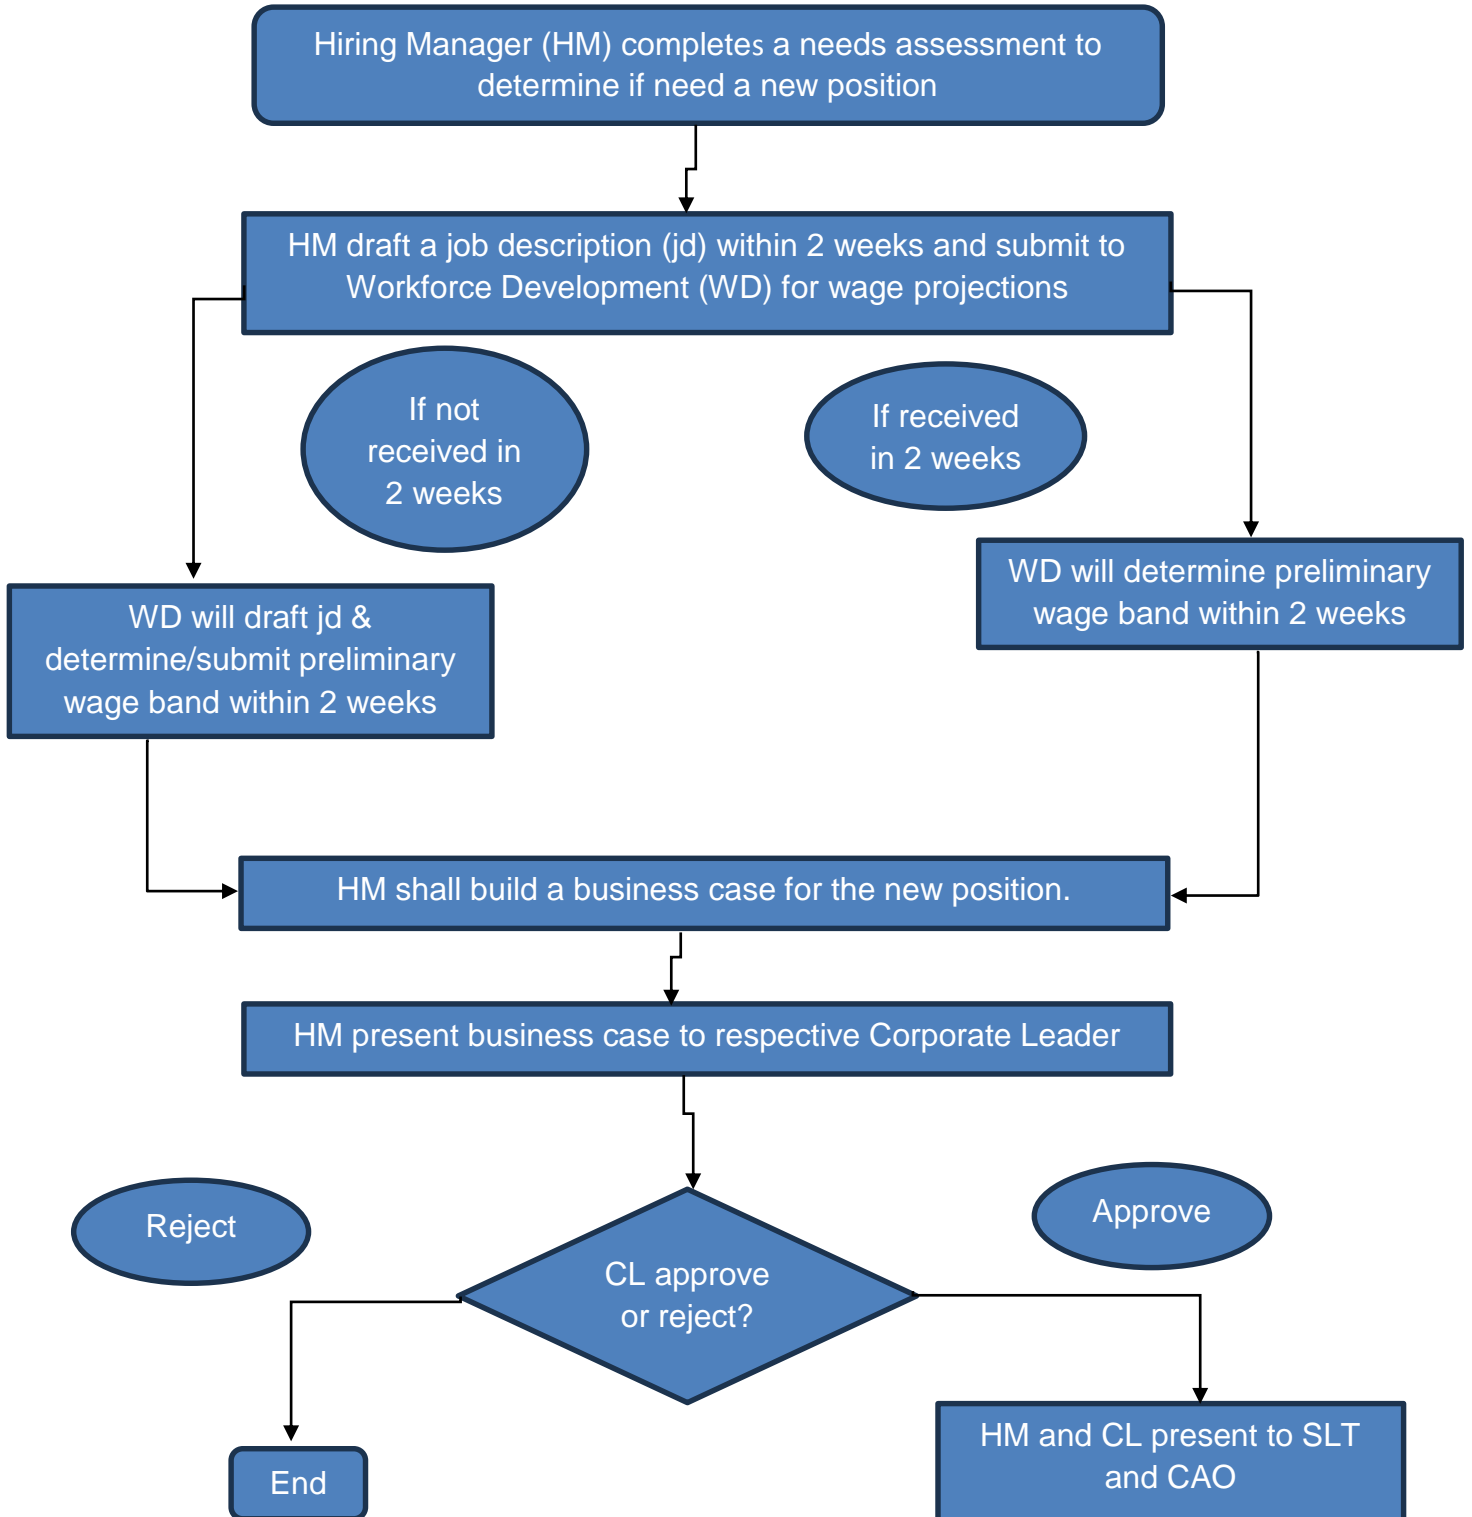 Hiring Manager (HM) completes a needs assessment to
determine if need a new position
HM draft a job description (jd) within 2 weeks and submit to
Workforce Development (WD) for wage projections
If not
received in
2 weeks
If received
in 2 weeks
WD will determine preliminary
wage band within 2 weeks
WD will draft jd &
determine/submit preliminary
wage band within 2 weeks
HM shall build a business case for the new position.
HM present business case to respective Corporate Leader
Reject
Approve
CL approve
or reject?
End
HM and CL present to SLT
and CAO